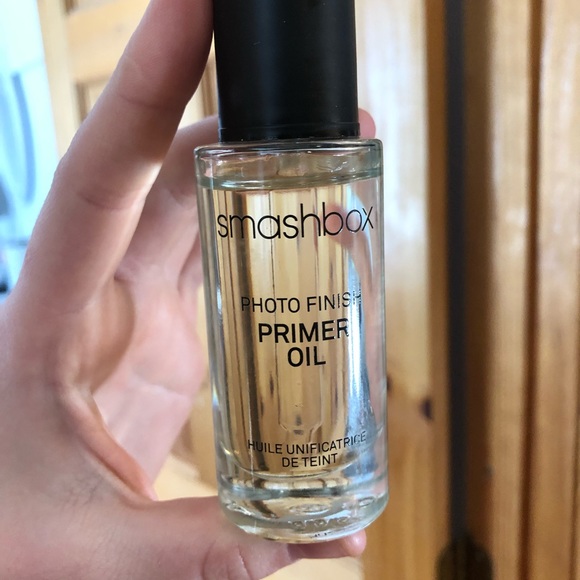 smashbox
PHOTO FINISH
PRIMER
OIL
HUILE UNIFICATRICE
DE TEINT